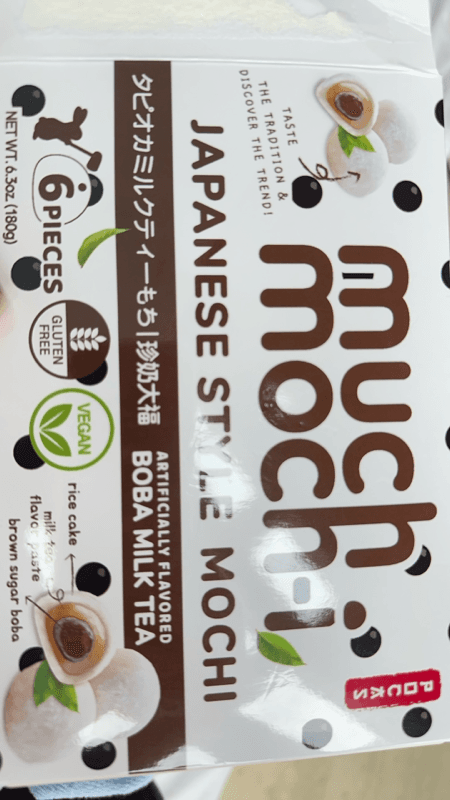 TASTE
THE TRADITION &
DISCOVER THE TREND!
much
mochi
POCAS
JAPANESE STYLE MOCHI
タピオカミルクティーもち|珍奶大福
ARTIFICIALLY FLAVORED
BOBA MILK TEA
6 PIECES
GLUTEN
FREE
VEGAN
NET WT. 6.3oz. (180g)
rice cake
milk tea
flavor paste
brown sugar boba